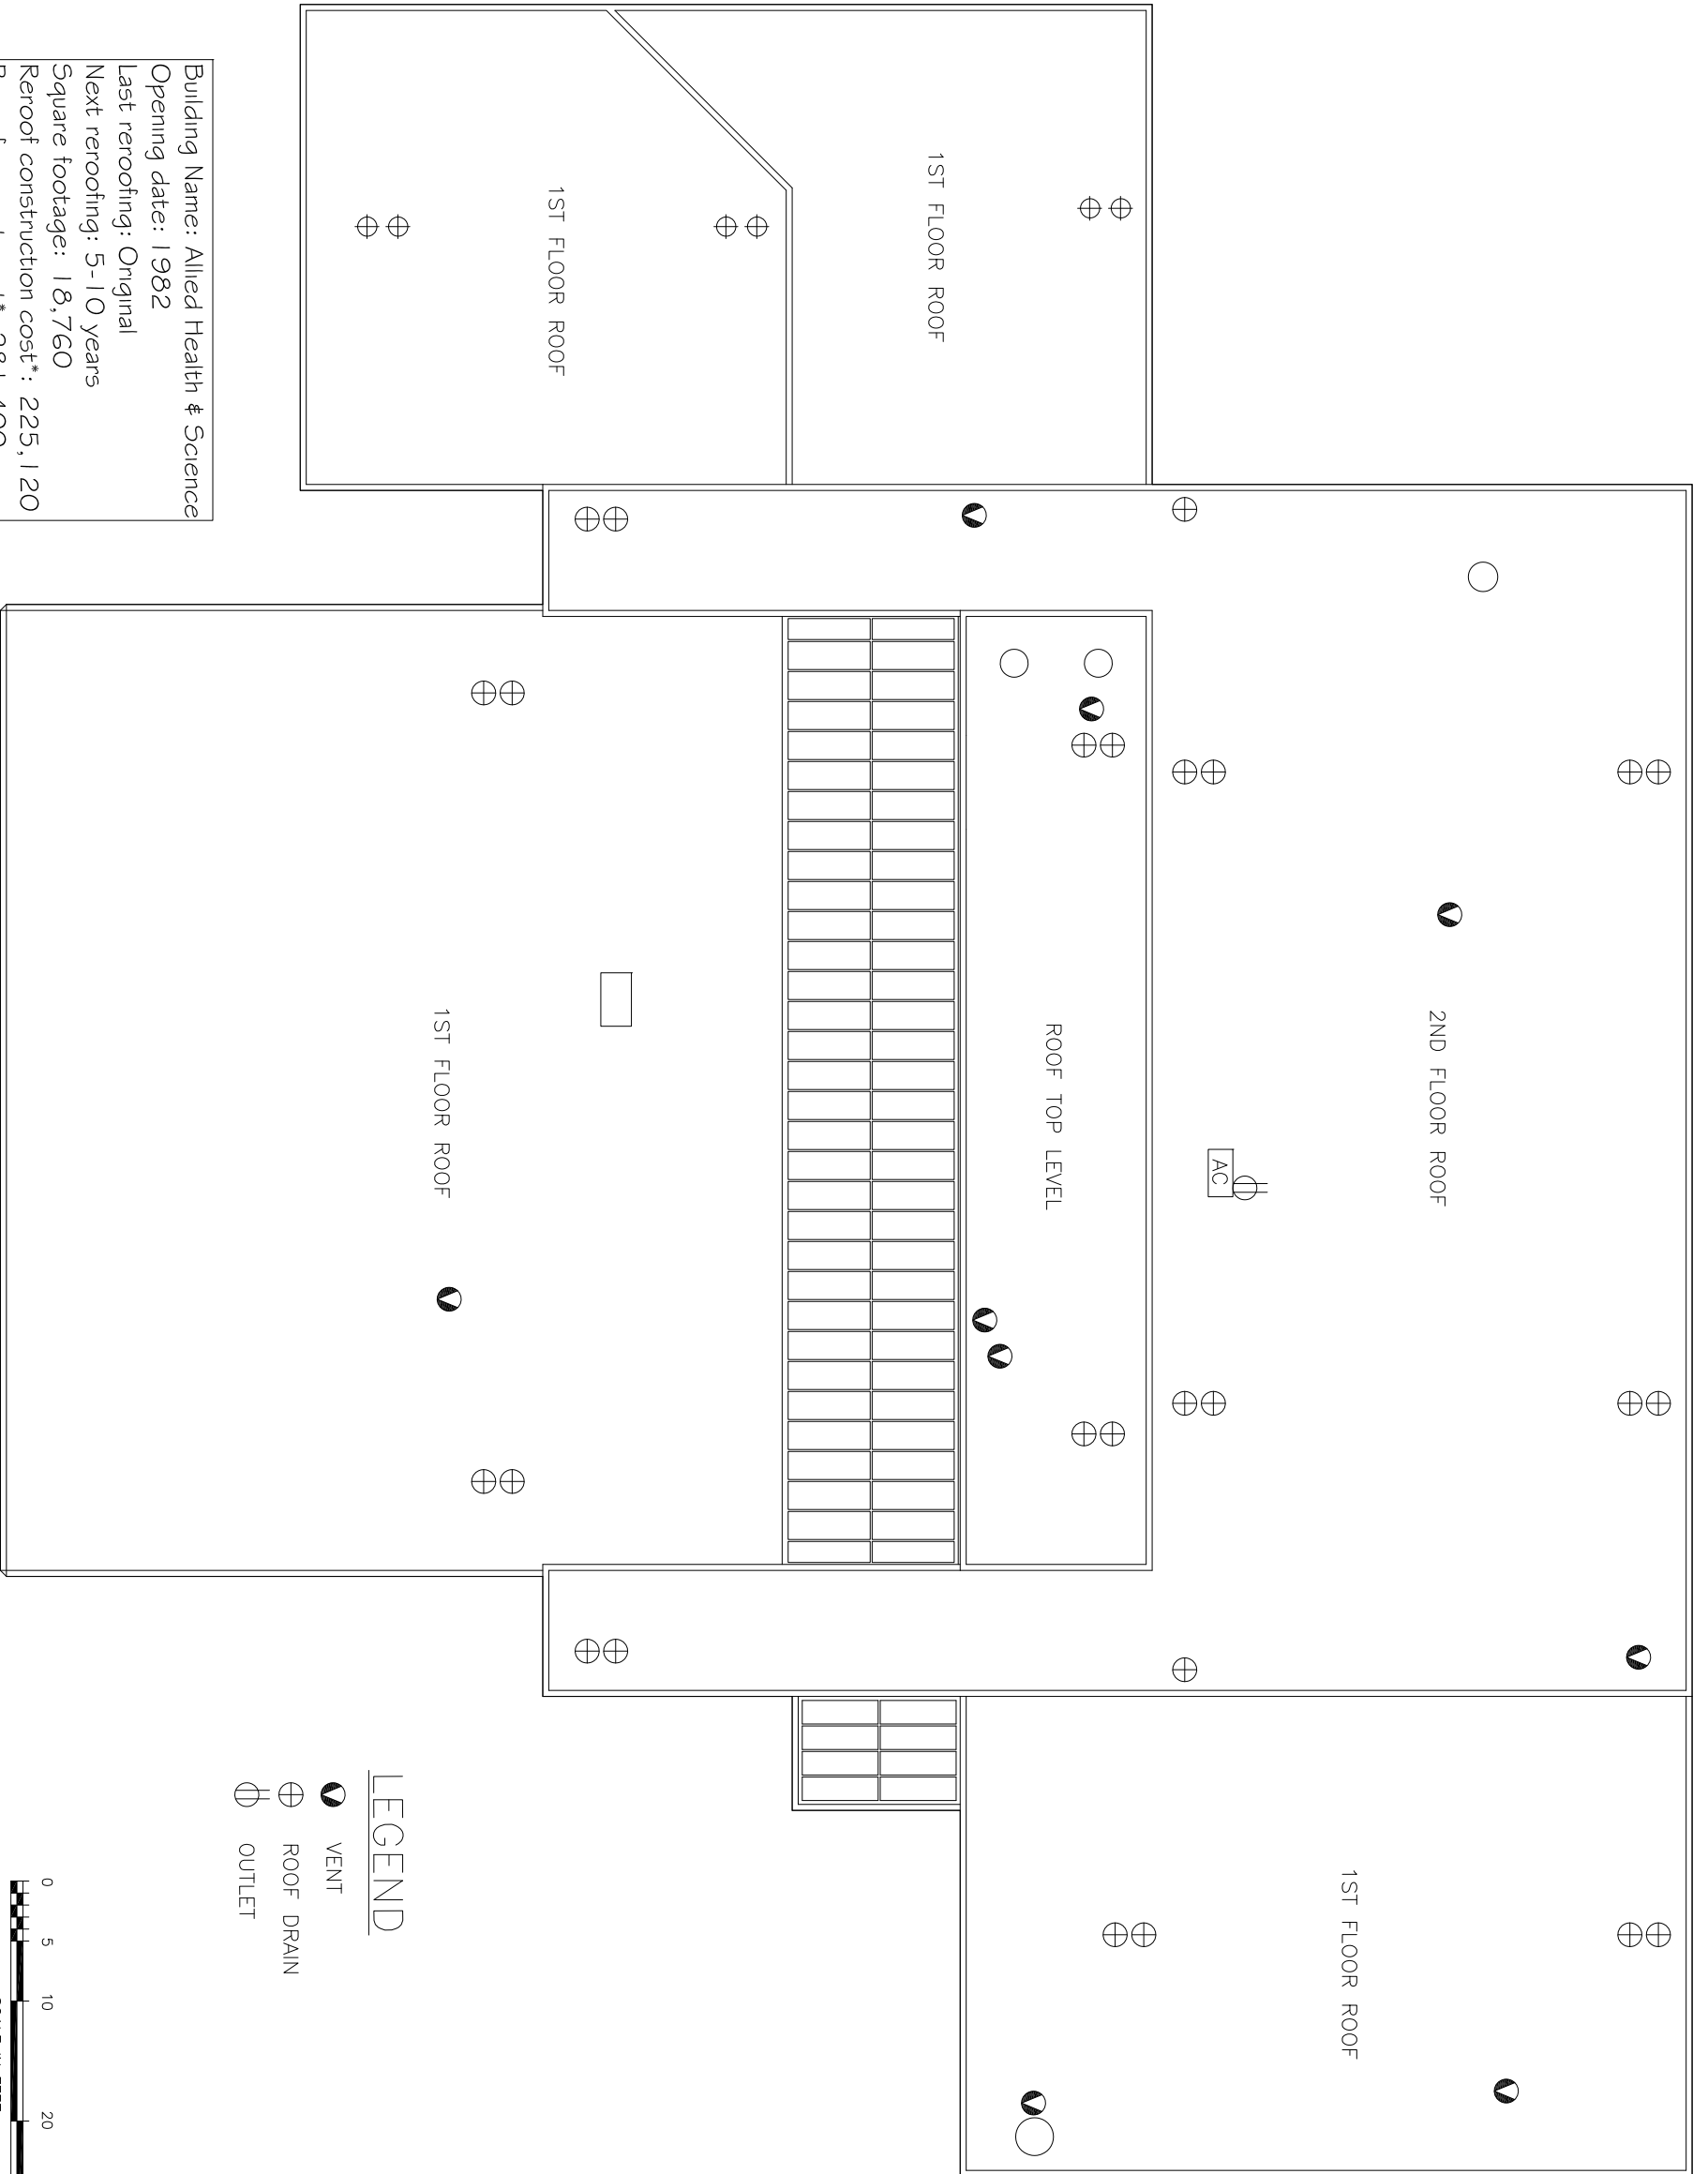 Building Name: Allied Health & Science
Opening date: 1982
Last reroofing: Original
Next reroofing: 5-10 years
Square footage: 18,760
Reroof construction cost*: 225,120
1ST FLOOR ROOF
1ST FLOOR ROOF
2ND FLOOR ROOF
ROOF TOP LEVEL
AC
1ST FLOOR ROOF
1ST FLOOR ROOF
LEGEND
VENT
ROOF DRAIN
OUTLET
0 5 10 20